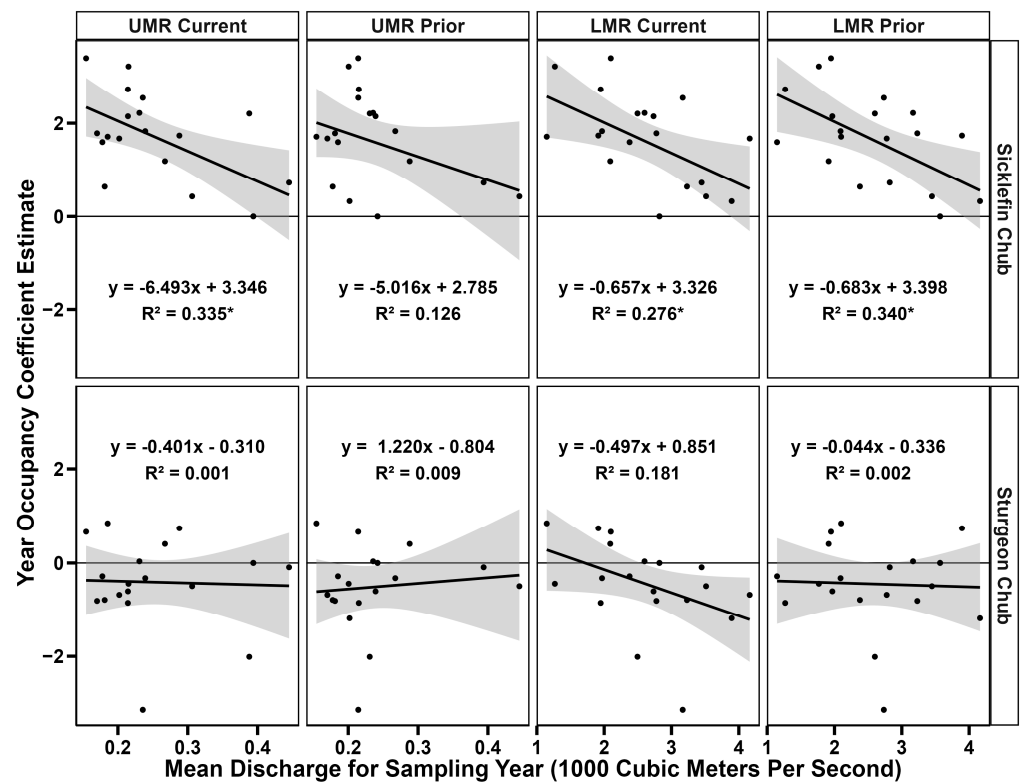 UMR Current UMR Prior LMR Current LMR Prior
Year Occupancy Coefficient Estimate
2
0
−2
y = -6.493x + 3.346
R² = 0.335*
y = -5.016x + 2.785
R² = 0.126
y = -0.657x + 3.326
R² = 0.276*
y = -0.683x + 3.398
R² = 0.340*
Sicklefin Chub
2
0
−2
y = -0.401x - 0.310
R² = 0.001
y = 1.220x - 0.804
R² = 0.009
y = -0.497x + 0.851
R² = 0.181
y = -0.044x - 0.336
R² = 0.002
Sturgeon Chub
0.2 0.3 0.4 0.2 0.3 0.4 1 2 3 4 1 2 3 4
Mean Discharge for Sampling Year (1000 Cubic Meters Per Second)